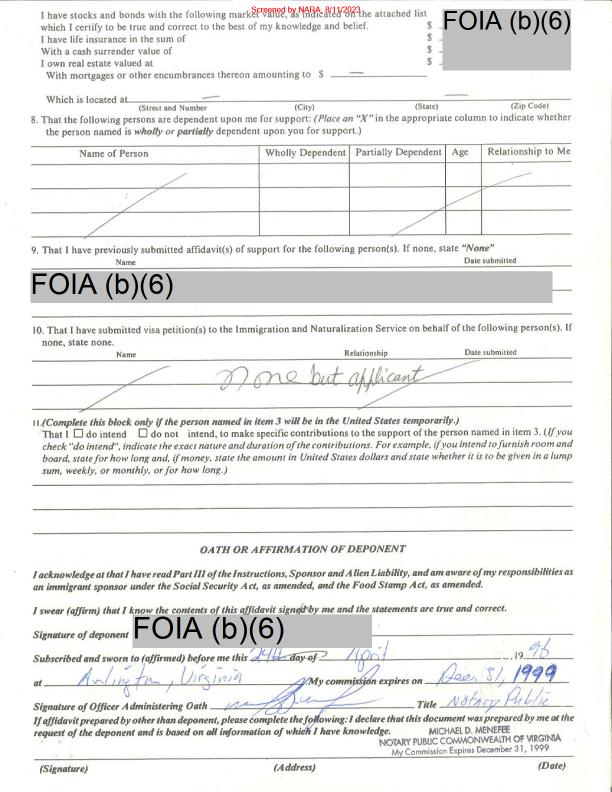 Screened by NARA, 8/11/2023
I have stocks and bonds with the following market value, as indicated on the attached list
which I certify to be true and correct to the best of my knowledge and belief. $
I have life insurance in the sum of $
With a cash surrender value of $
I own real estate valued at $
FOIA (b)(6)
With mortgages or other encumbrances thereon amounting to $ —
Which is located at —
(Street and Number) (City) (State) (Zip Code)
8. That the following persons are dependent upon me for support: (Place an "X" in the appropriate column to indicate whether
the person named is wholly or partially dependent upon you for support.)
Name of Person Wholly Dependent Partially Dependent Age Relationship to Me
9. That I have previously submitted affidavit(s) of support for the following person(s). If none, state "None"
Name Date submitted
FOIA (b)(6)
10. That I have submitted visa petition(s) to the Immigration and Naturalization Service on behalf of the following person(s). If
none, state none.
Name Relationship Date submitted
none but applicant
11.(Complete this block only if the person named in item 3 will be in the United States temporarily.)
That I ☐ do intend ☐ do not intend, to make specific contributions to the support of the person named in item 3. (If you
check "do intend", indicate the exact nature and duration of the contributions. For example, if you intend to furnish room and
board, state for how long and, if money, state the amount in United States dollars and state whether it is to be given in a lump
sum, weekly, or monthly, or for how long.)
OATH OR AFFIRMATION OF DEPONENT
I acknowledge at that I have read Part III of the Instructions, Sponsor and Alien Liability, and am aware of my responsibilities as
an immigrant sponsor under the Social Security Act, as amended, and the Food Stamp Act, as amended.
I swear (affirm) that I know the contents of this affidavit signed by me and the statements are true and correct.
Signature of deponent FOIA (b)(6)
Subscribed and sworn to (affirmed) before me this 24th day of April , 19 96
at Arlington, Virginia My commission expires on Decn 31, 1999
Signature of Officer Administering Oath Title Notary Public
If affidavit prepared by other than deponent, please complete the following: I declare that this document was prepared by me at the
request of the deponent and is based on all information of which I have knowledge.
MICHAEL D. MENEFEE
NOTARY PUBLIC COMMONWEALTH OF VIRGINIA
My Commission Expires December 31, 1999
(Signature) (Address) (Date)